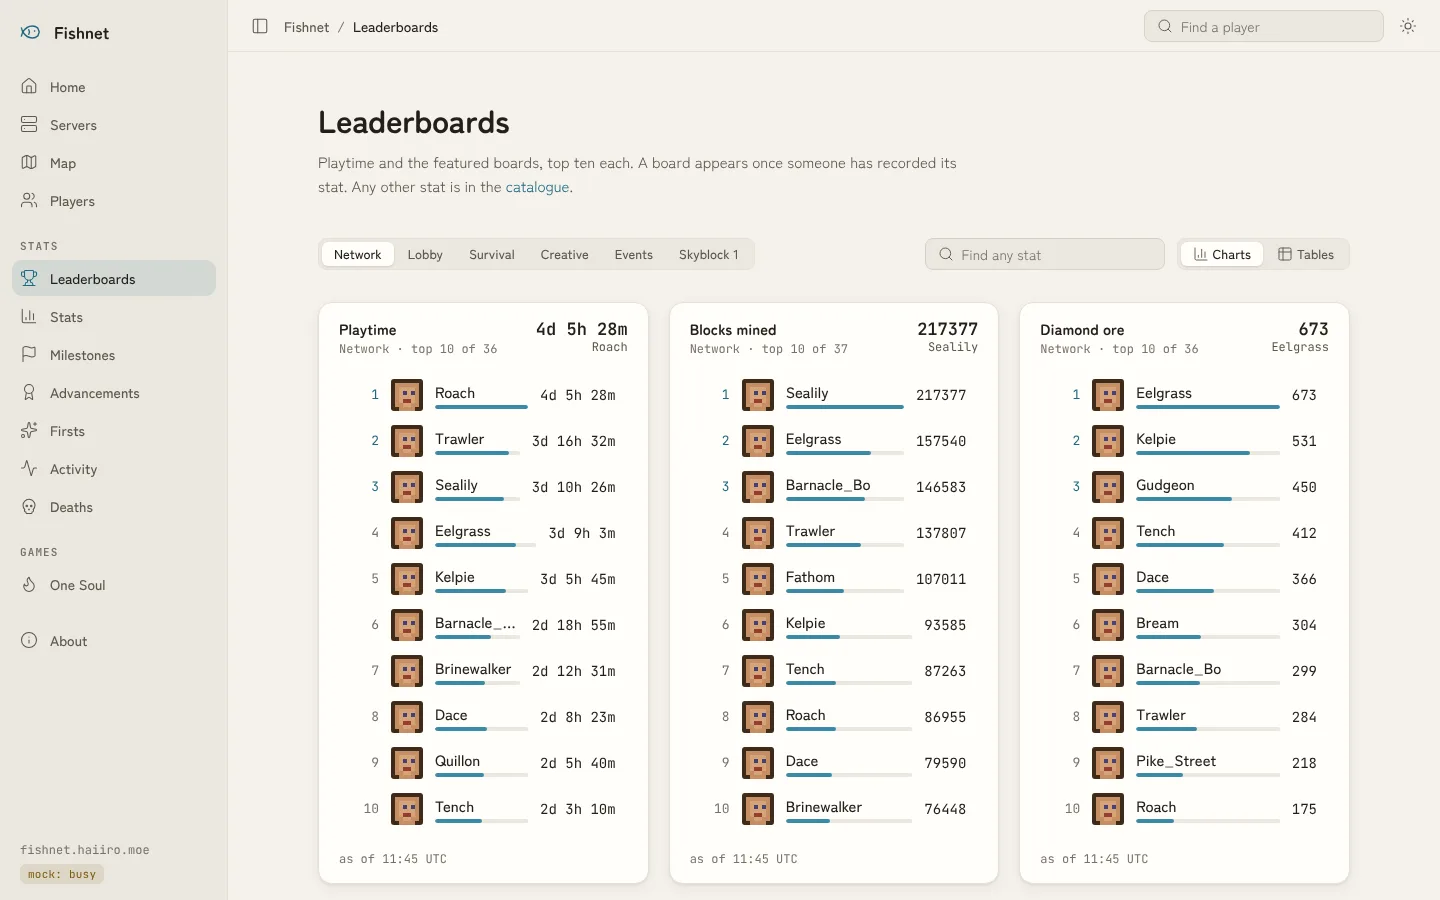 Fishnet
Home
Servers
Map
Players
STATS
Leaderboards
Stats
Milestones
Advancements
Firsts
Activity
Deaths
GAMES
One Soul
About
fishnet.haiiro.moe
mock: busy
Fishnet / Leaderboards
Find a player
Leaderboards
Playtime and the featured boards, top ten each. A board appears once someone has recorded its
stat. Any other stat is in the catalogue.
Network Lobby Survival Creative Events Skyblock 1
Find any stat
Charts Tables
Playtime 4d 5h 28m
Network · top 10 of 36 Roach
1 Roach 4d 5h 28m
2 Trawler 3d 16h 32m
3 Sealily 3d 10h 26m
4 Eelgrass 3d 9h 3m
5 Kelpie 3d 5h 45m
6 Barnacle_... 2d 18h 55m
7 Brinewalker 2d 12h 31m
8 Dace 2d 8h 23m
9 Quillon 2d 5h 40m
10 Tench 2d 3h 10m
as of 11:45 UTC
Blocks mined 217377
Network · top 10 of 37 Sealily
1 Sealily 217377
2 Eelgrass 157540
3 Barnacle_Bo 146583
4 Trawler 137807
5 Fathom 107011
6 Kelpie 93585
7 Tench 87263
8 Roach 86955
9 Dace 79590
10 Brinewalker 76448
as of 11:45 UTC
Diamond ore 673
Network · top 10 of 36 Eelgrass
1 Eelgrass 673
2 Kelpie 531
3 Gudgeon 450
4 Tench 412
5 Dace 366
6 Bream 304
7 Barnacle_Bo 299
8 Trawler 284
9 Pike_Street 218
10 Roach 175
as of 11:45 UTC